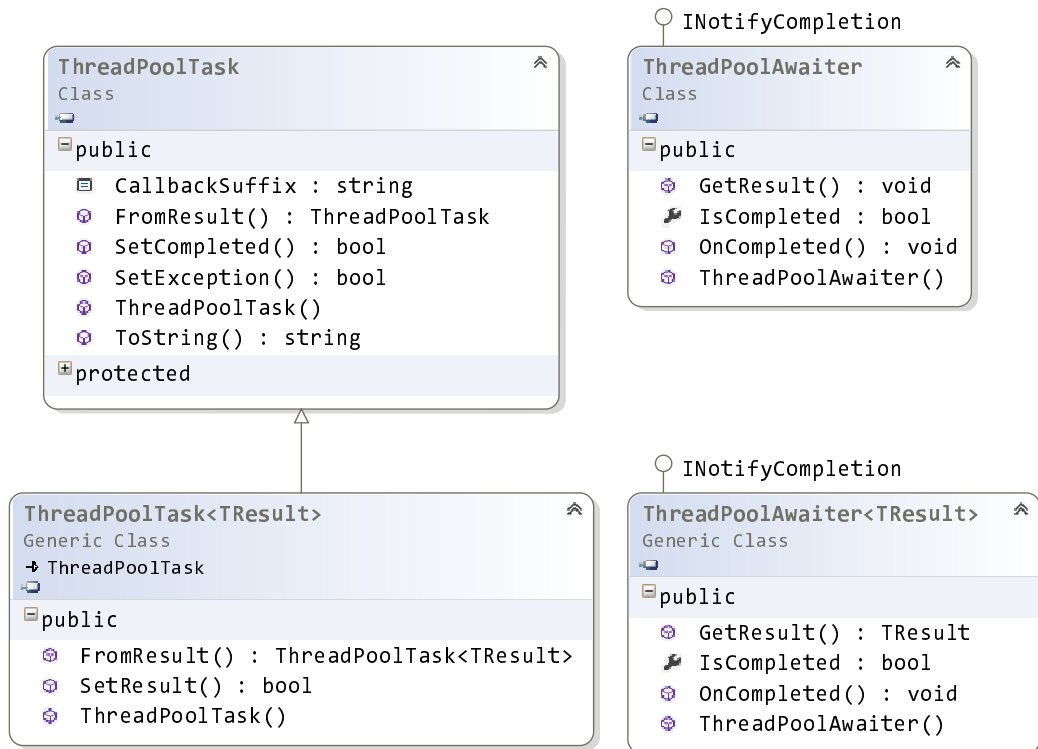 ThreadPoolTask
Class
public
CallbackSuffix : string
FromResult() : ThreadPoolTask
SetCompleted() : bool
SetException() : bool
ThreadPoolTask()
ToString() : string
protected
INotifyCompletion
ThreadPoolAwaiter
Class
public
GetResult() : void
IsCompleted : bool
OnCompleted() : void
ThreadPoolAwaiter()
ThreadPoolTask<TResult>
Generic Class
ThreadPoolTask
public
FromResult() : ThreadPoolTask<TResult>
SetResult() : bool
ThreadPoolTask()
INotifyCompletion
ThreadPoolAwaiter<TResult>
Generic Class
public
GetResult() : TResult
IsCompleted : bool
OnCompleted() : void
ThreadPoolAwaiter()